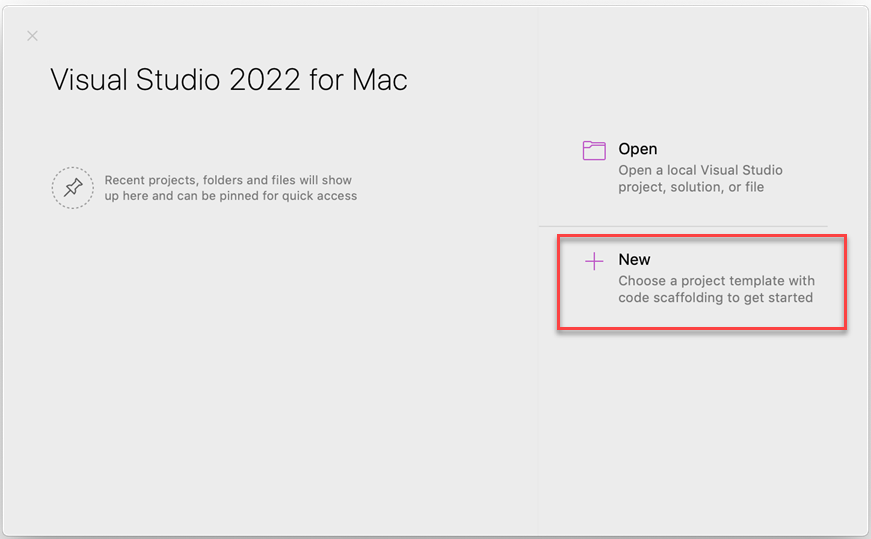 Visual Studio 2022 for Mac
Recent projects, folders and files will show
up here and can be pinned for quick access
Open
Open a local Visual Studio
project, solution, or file
New
Choose a project template with
code scaffolding to get started